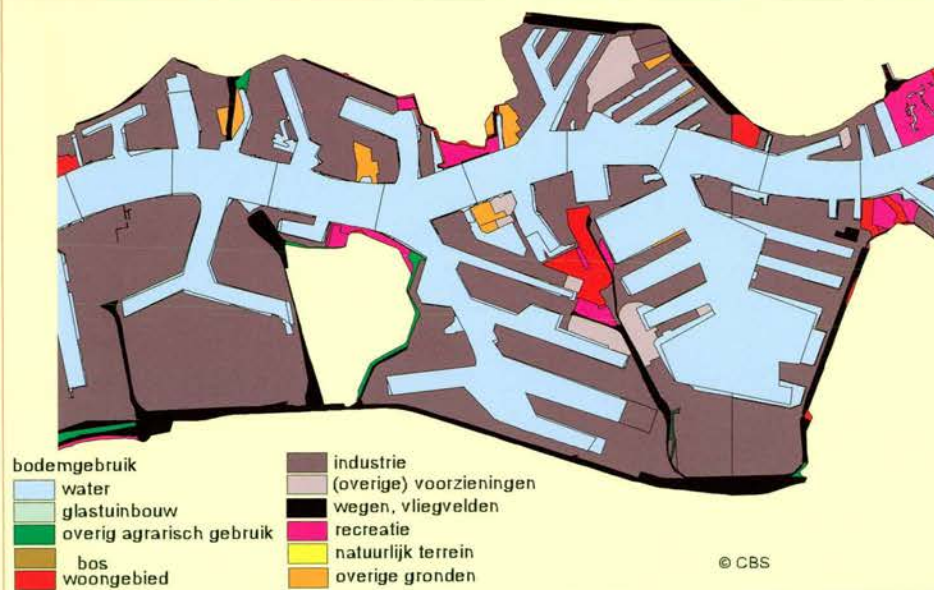 bodemgebruik
water
glastuinbouw
overig agrarisch gebruik
bos
woongebied
industrie
(overige) voorzieningen
wegen, vliegvelden
recreatie
natuurlijk terrein
overige gronden
© CBS